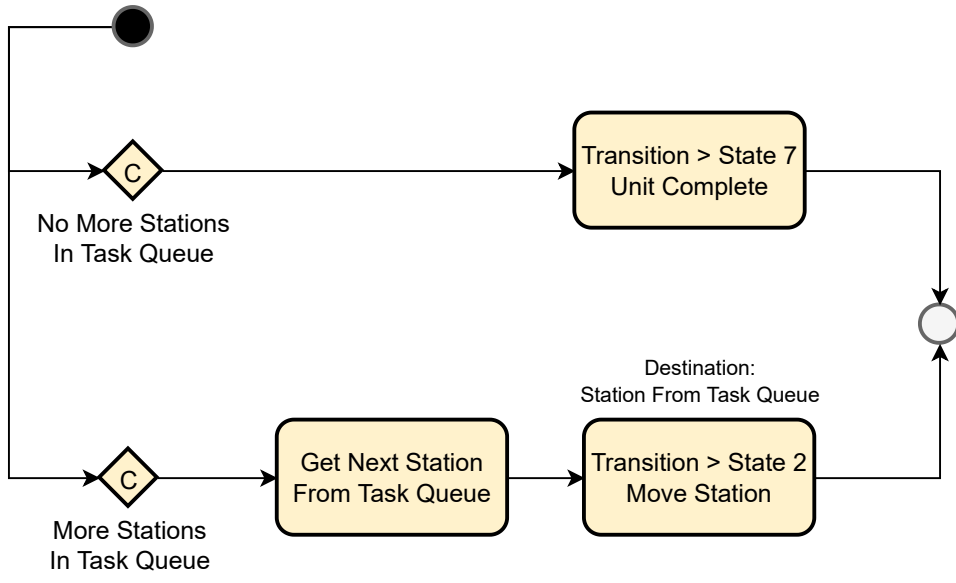 C
No More Stations
In Task Queue
Transition > State 7
Unit Complete
C
More Stations
In Task Queue
Get Next Station
From Task Queue
Destination:
Station From Task Queue
Transition > State 2
Move Station